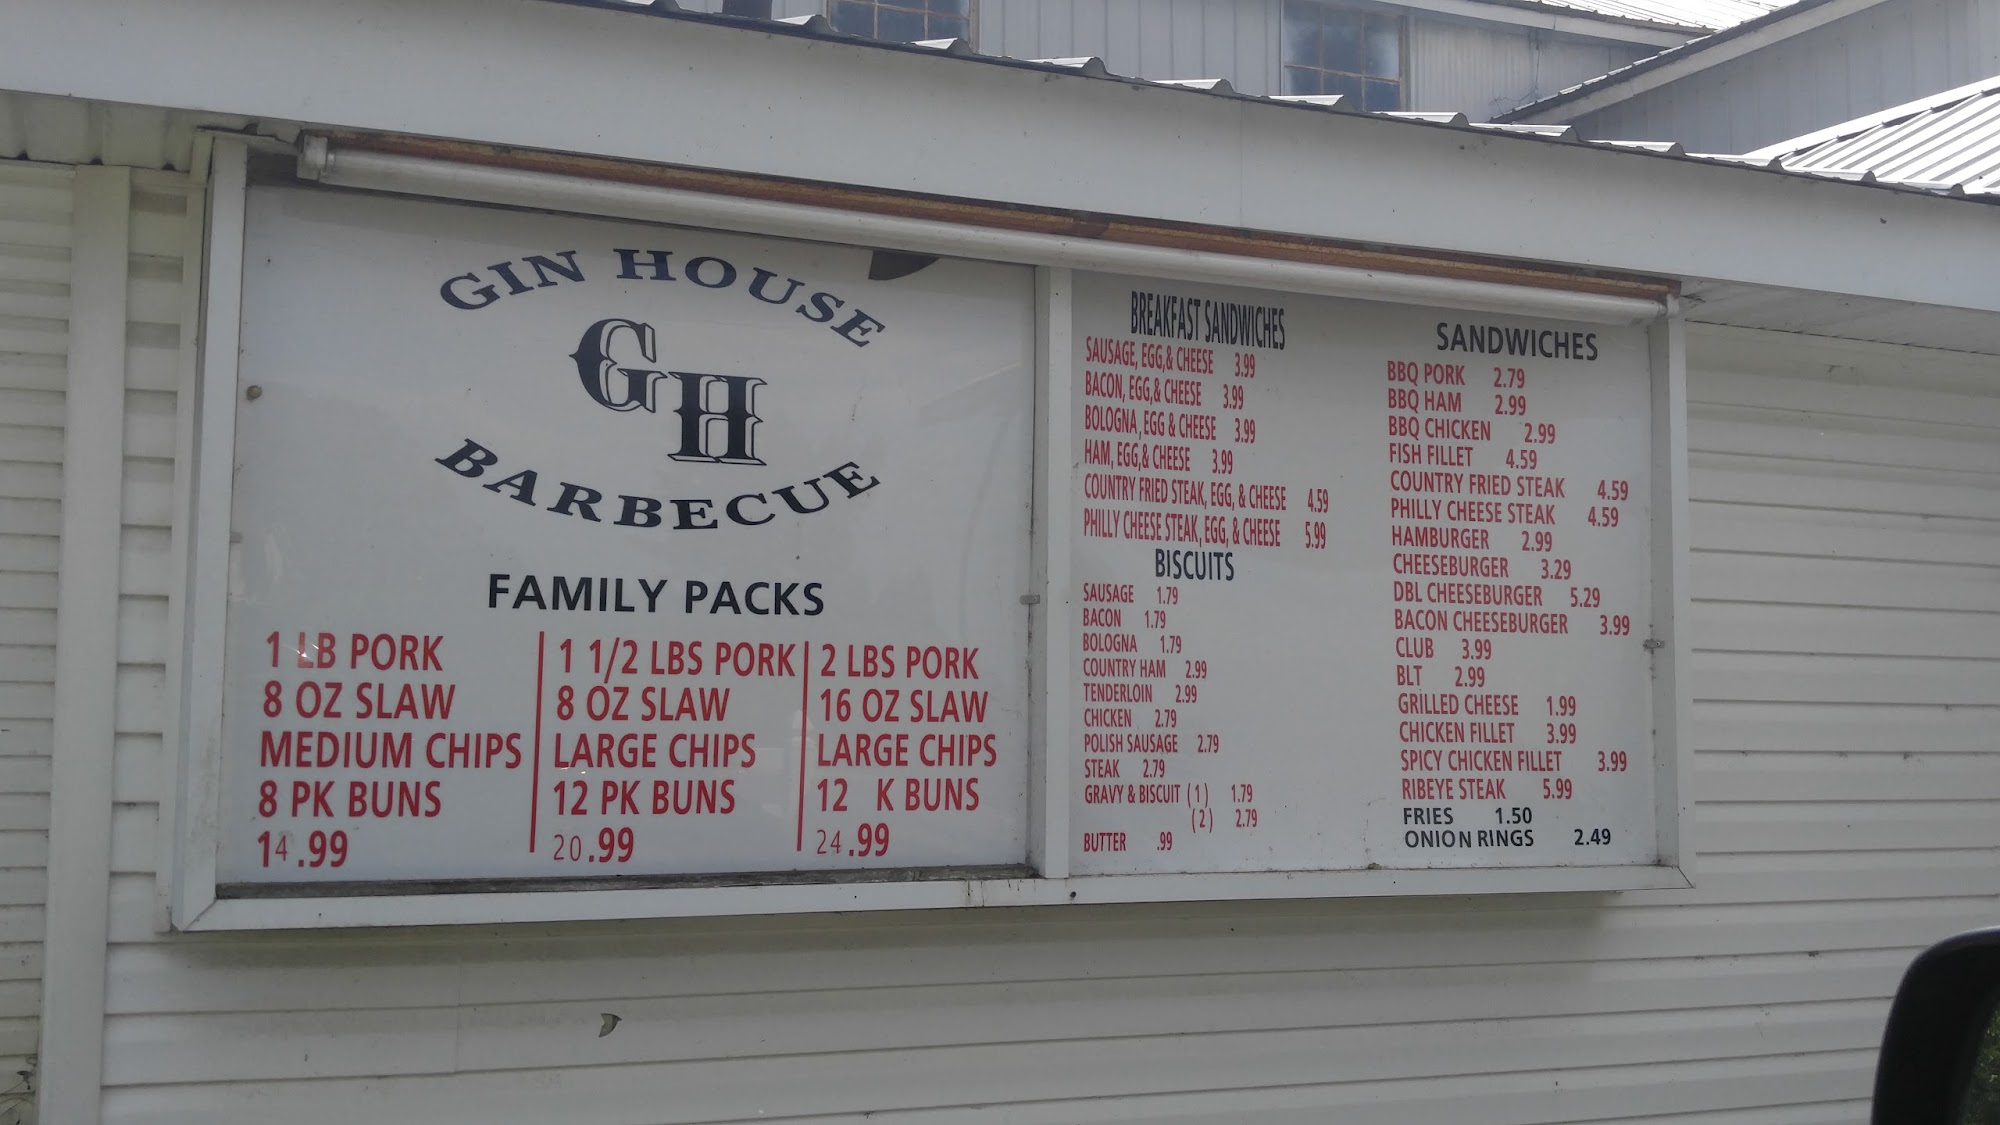 GIN HOUSE
GH
BARBECUE
FAMILY PACKS
1 LB PORK
8 OZ SLAW
MEDIUM CHIPS
8 PK BUNS
14.99
1 1/2 LBS PORK
8 OZ SLAW
LARGE CHIPS
12 PK BUNS
20.99
2 LBS PORK
16 OZ SLAW
LARGE CHIPS
12 K BUNS
24.99
BREAKFAST SANDWICHES
SAUSAGE, EGG,& CHEESE 3.99
BACON, EGG,& CHEESE 3.99
BOLOGNA, EGG & CHEESE 3.99
HAM, EGG,& CHEESE 3.99
COUNTRY FRIED STEAK, EGG, & CHEESE 4.59
PHILLY CHEESE STEAK, EGG, & CHEESE 5.99
BISCUITS
SAUSAGE 1.79
BACON 1.79
BOLOGNA 1.79
COUNTRY HAM 2.99
TENDERLOIN 2.99
CHICKEN 2.79
POLISH SAUSAGE 2.79
STEAK 2.79
GRAVY & BISCUIT (1) 1.79
(2) 2.79
BUTTER .99
SANDWICHES
BBQ PORK 2.79
BBQ HAM 2.99
BBQ CHICKEN 2.99
FISH FILLET 4.59
COUNTRY FRIED STEAK 4.59
PHILLY CHEESE STEAK 4.59
HAMBURGER 2.99
CHEESEBURGER 3.29
DBL CHEESEBURGER 5.29
BACON CHEESEBURGER 3.99
CLUB 3.99
BLT 2.99
GRILLED CHEESE 1.99
CHICKEN FILLET 3.99
SPICY CHICKEN FILLET 3.99
RIBEYE STEAK 5.99
FRIES 1.50
ONION RINGS 2.49